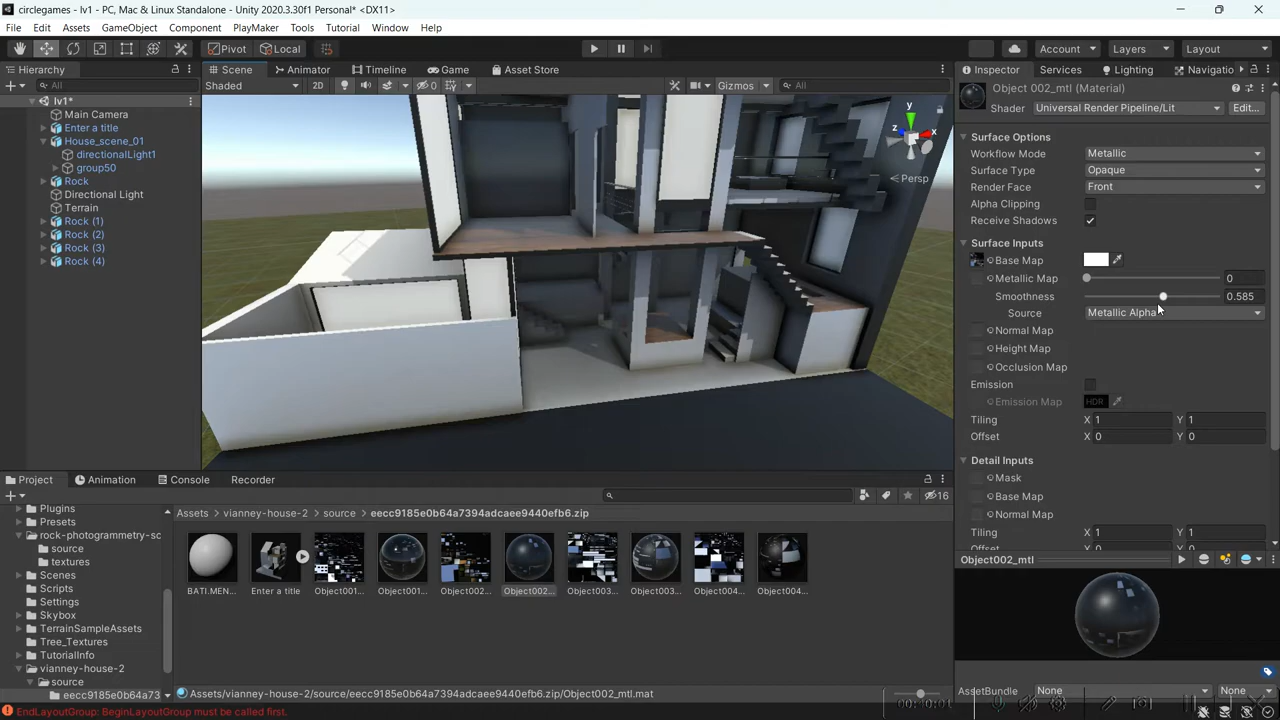 circlegames - lv1 - PC, Mac & Linux Standalone - Unity 2020.3.30f1 Personal* <DX11>
File Edit Assets GameObject Component PlayMaker Tools Tutorial Window Help
Pivot Local Account Layers Layout
Hierarchy Scene Animator Timeline Game Asset Store Inspector Services Lighting Navigatio
All Shaded 2D 0 Gizmos All
Object 002_mtl (Material)
Shader Universal Render Pipeline/Lit Edit...
lv1*
Main Camera
Enter a title
House_scene_01
directionalLight1
group50
Rock
Directional Light
Terrain
Rock (1)
Rock (2)
Rock (3)
Rock (4)
y
z x
Persp
Surface Options
Workflow Mode Metallic
Surface Type Opaque
Render Face Front
Alpha Clipping
Receive Shadows
Surface Inputs
Base Map
Metallic Map 0
Smoothness 0.585
Source Metallic Alpha
Normal Map
Height Map
Occlusion Map
Emission
Emission Map HDR
Tiling X 1 Y 1
Offset X 0 Y 0
Detail Inputs
Mask
Base Map
Normal Map
Tiling X 1 Y 1
Offset X 0 Y 0
Project Animation Console Recorder
16
Plugins
Presets
rock-photogrammetry-sc
source
textures
Scenes
Scripts
Settings
Skybox
TerrainSampleAssets
Tree_Textures
TutorialInfo
vianney-house-2
source
eecc9185e0b64a73
Assets > vianney-house-2 > source > eecc9185e0b64a7394adcaee9440efb6.zip
BATI.MEN... Enter a title Object001... Object001... Object002... Object002... Object003... Object003... Object004... Object004...
Assets/vianney-house-2/source/eecc9185e0b64a7394adcaee9440efb6.zip/Object002_mtl.mat
Object002_mtl
AssetBundle None None
00:10:01
EndLayoutGroup: BeginLayoutGroup must be called first.